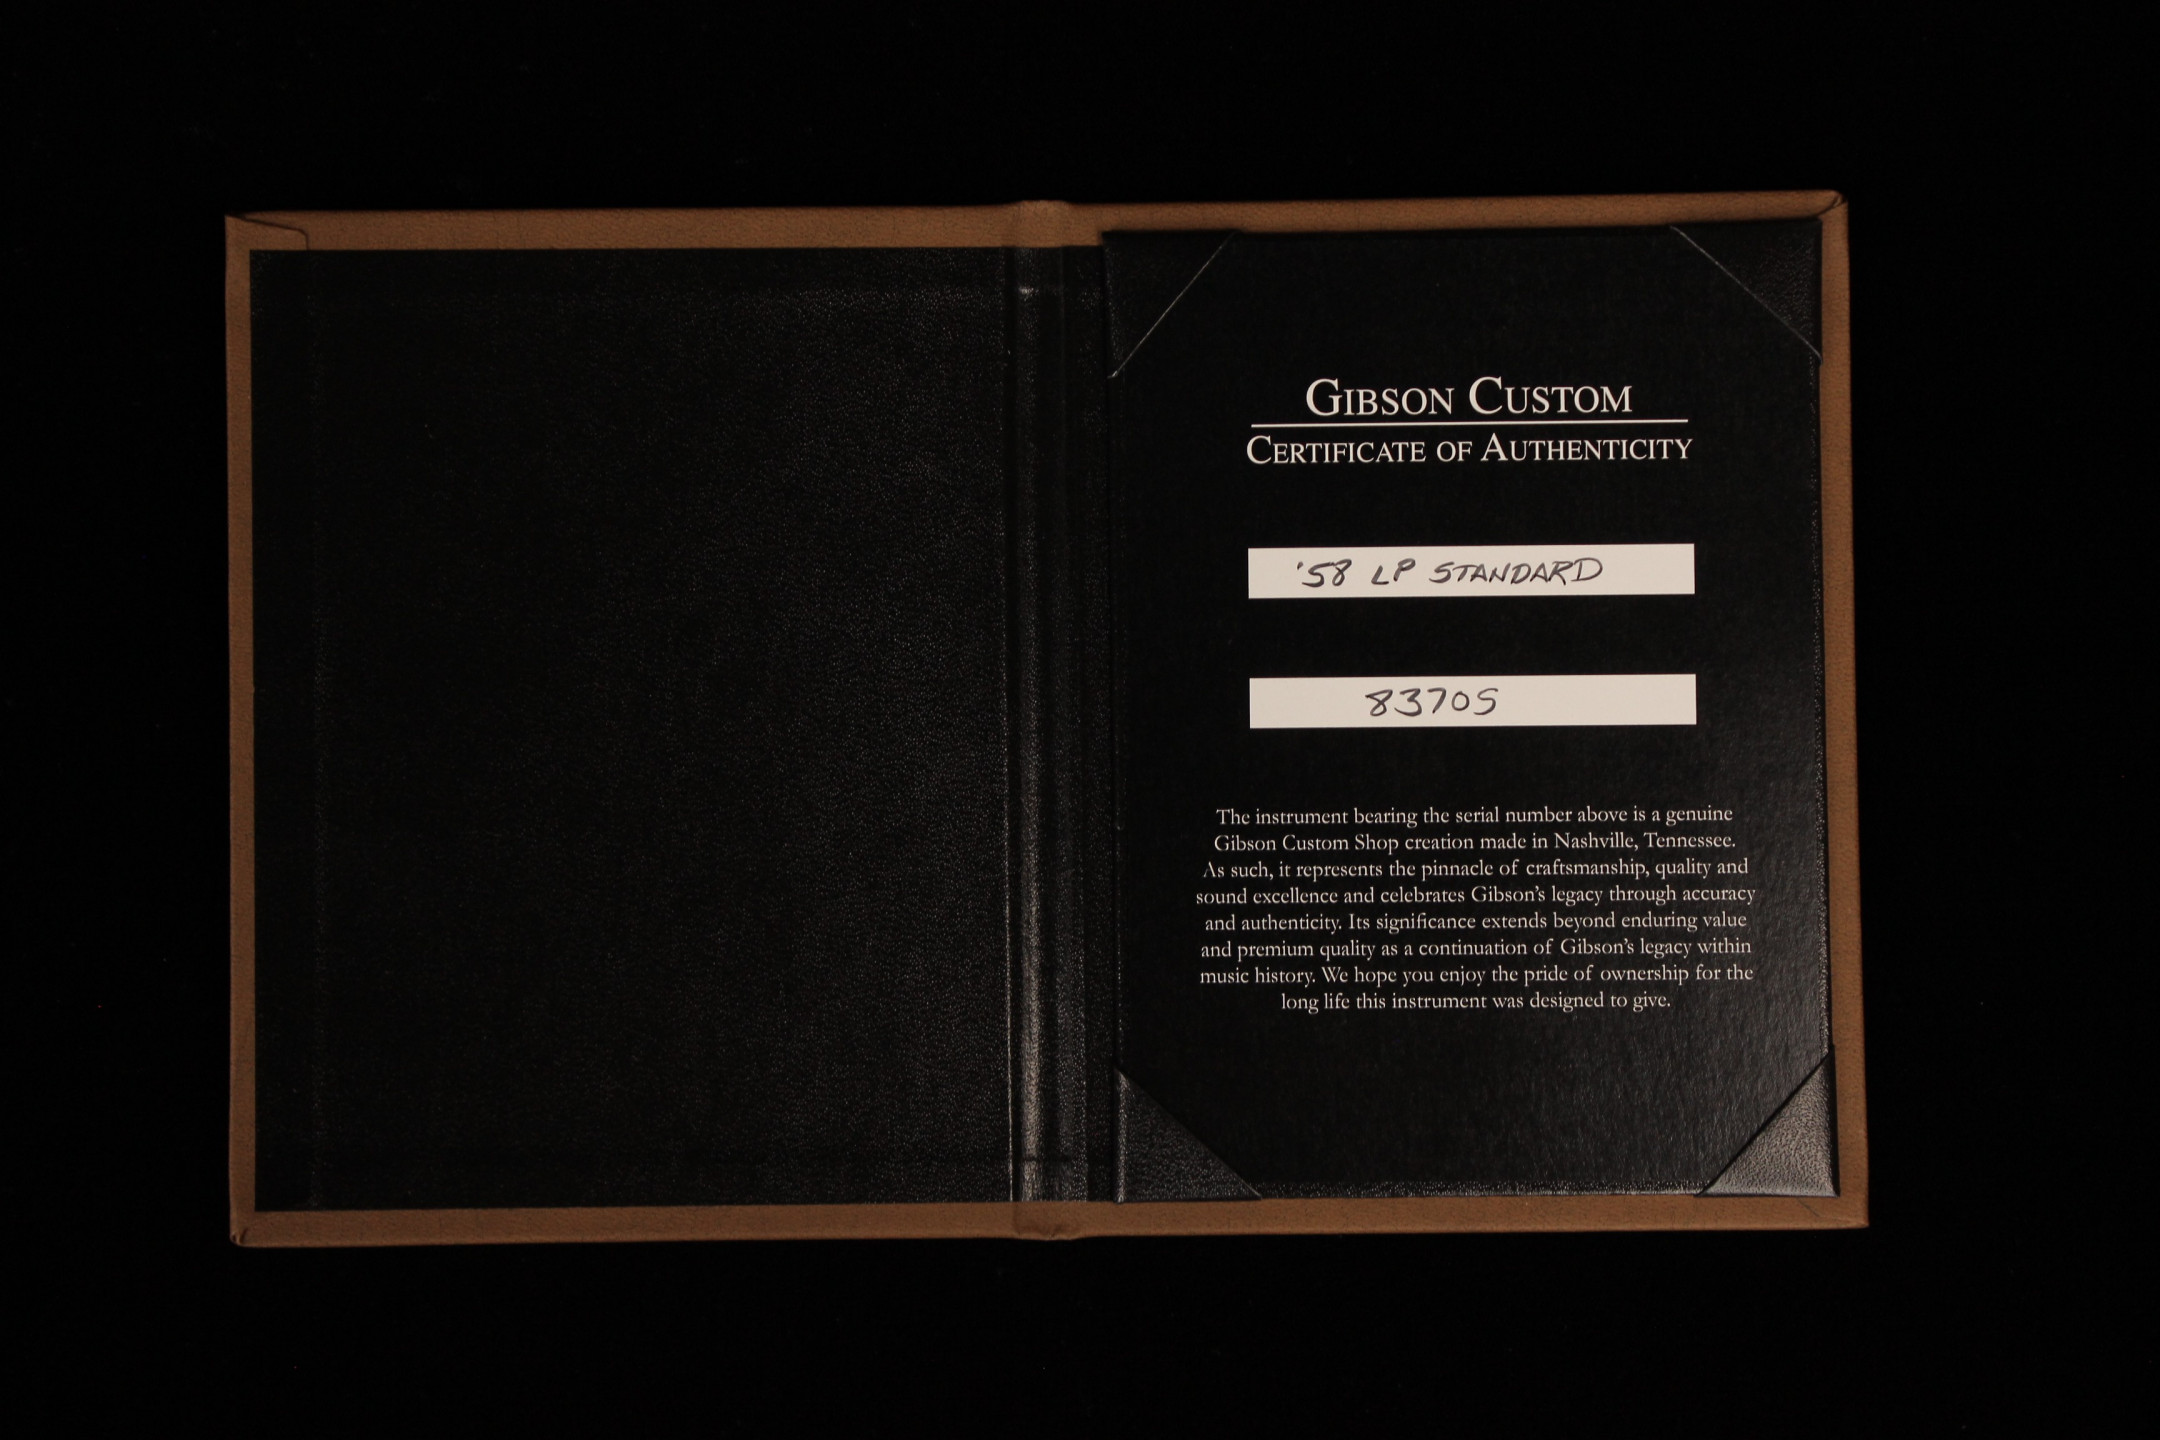 GIBSON CUSTOM
CERTIFICATE OF AUTHENTICITY
'58 LP STANDARD
83705
The instrument bearing the serial number above is a genuine
Gibson Custom Shop creation made in Nashville, Tennessee.
As such, it represents the pinnacle of craftsmanship, quality and
sound excellence and celebrates Gibson's legacy through accuracy
and authenticity. Its significance extends beyond enduring value
and premium quality as a continuation of Gibson's legacy within
music history. We hope you enjoy the pride of ownership for the
long life this instrument was designed to give.